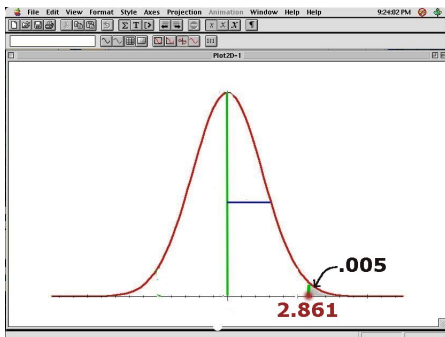 File Edit View Format Style Axes Projection Animation Window Help Help 9:24:02 PM
Σ T x x X ¶
Plot2D-1
.005
2.861